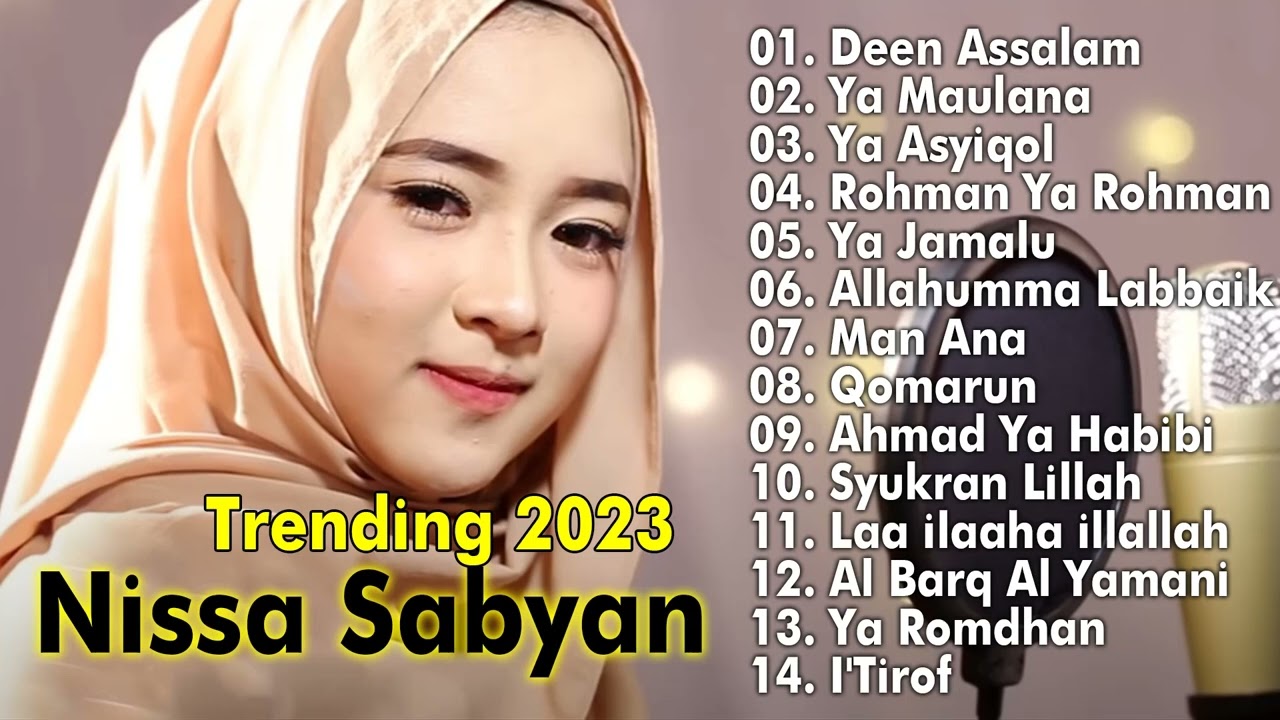 01. Deen Assalam
02. Ya Maulana
03. Ya Asyiqol
04. Rohman Ya Rohman
05. Ya Jamalu
06. Allahumma Labbaik
07. Man Ana
08. Qomarun
09. Ahmad Ya Habibi
10. Syukran Lillah
11. Laa ilaaha illallah
12. Al Barq Al Yamani
13. Ya Romdhan
14. I'Tirof
Trending 2023
Nissa Sabyan